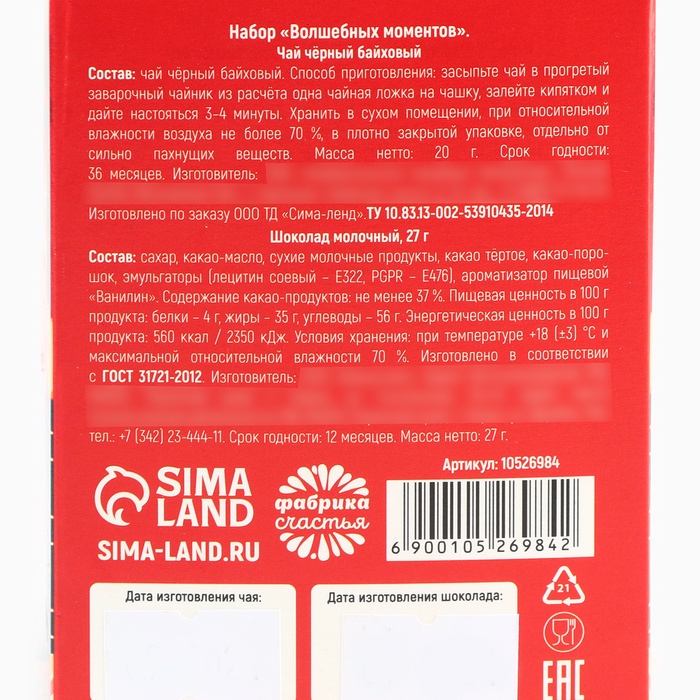 Набор «Волшебных моментов».
Чай чёрный байховый
Состав: чай чёрный байховый. Способ приготовления: засыпьте чай в прогретый
заварочный чайник из расчёта одна чайная ложка на чашку, залейте кипятком и
дайте настояться 3–4 минуты. Хранить в сухом помещении, при относительной
влажности воздуха не более 70 %, в плотно закрытой упаковке, отдельно от
сильно пахнущих веществ. Масса нетто: 20 г. Срок годности:
36 месяцев. Изготовитель:
Изготовлено по заказу ООО ТД «Сима-ленд».ТУ 10.83.13-002-53910435-2014
Шоколад молочный, 27 г
Состав: сахар, какао-масло, сухие молочные продукты, какао тёртое, какао-поро-
шок, эмульгаторы (лецитин соевый – Е322, PGPR – Е476), ароматизатор пищевой
«Ванилин». Содержание какао-продуктов: не менее 37 %. Пищевая ценность в 100 г
продукта: белки – 4 г, жиры – 35 г, углеводы – 56 г. Энергетическая ценность в 100 г
продукта: 560 ккал / 2350 кДж. Условия хранения: при температуре +18 (±3) °С и
максимальной относительной влажности 70 %. Изготовлено в соответствии
с ГОСТ 31721-2012. Изготовитель:
тел.: +7 (342) 23-444-11. Срок годности: 12 месяцев. Масса нетто: 27 г.
Артикул: 10526984
SIMA
LAND
SIMA-LAND.RU
фабрика
счастья
6 900105 269842
Дата изготовления чая:
Дата изготовления шоколада:
21
EAC